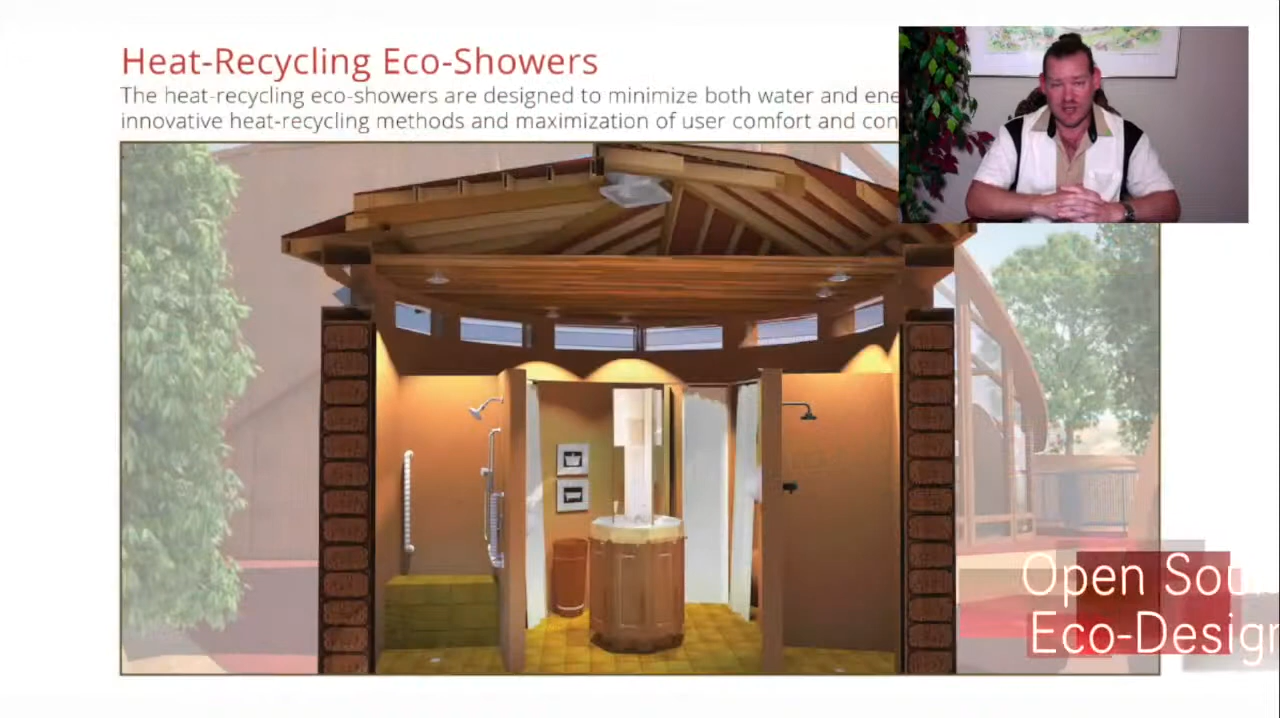 Heat-Recycling Eco-Showers
The heat-recycling eco-showers are designed to minimize both water and ene
innovative heat-recycling methods and maximization of user comfort and con
Open Sou
Eco-Design